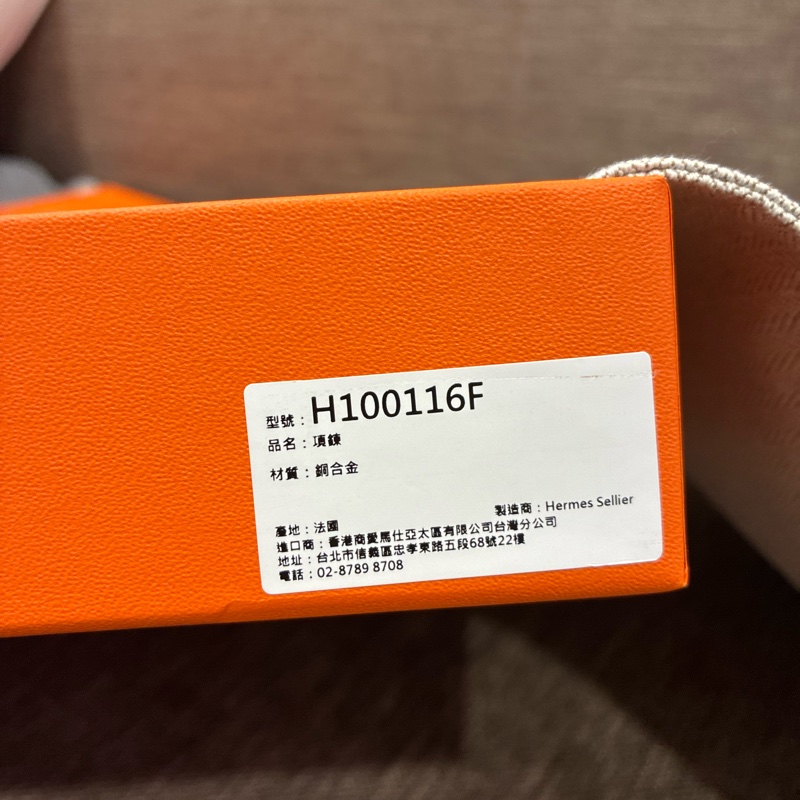 型號：H100116F
品名：項鍊
材質：銅合金
製造商：Hermes Sellier
產地：法國
進口商：香港商愛馬仕亞太區有限公司台灣分公司
地址：台北市信義區忠孝東路五段68號22樓
電話：02-8789 8708